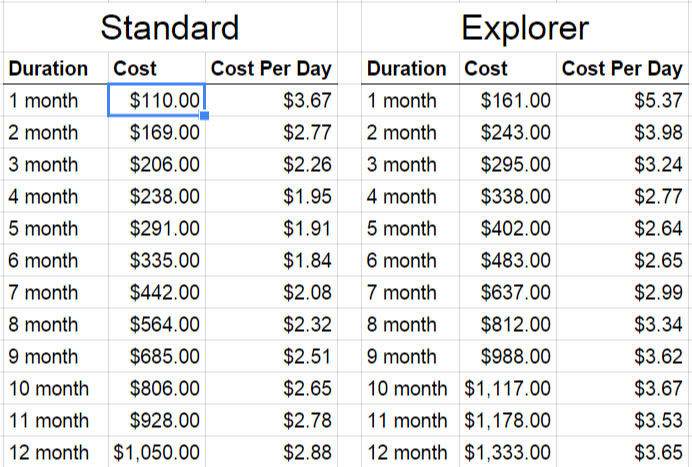 Standard Explorer
Duration Cost Cost Per Day Duration Cost Cost Per Day
1 month $110.00 $3.67 1 month $161.00 $5.37
2 month $169.00 $2.77 2 month $243.00 $3.98
3 month $206.00 $2.26 3 month $295.00 $3.24
4 month $238.00 $1.95 4 month $338.00 $2.77
5 month $291.00 $1.91 5 month $402.00 $2.64
6 month $335.00 $1.84 6 month $483.00 $2.65
7 month $442.00 $2.08 7 month $637.00 $2.99
8 month $564.00 $2.32 8 month $812.00 $3.34
9 month $685.00 $2.51 9 month $988.00 $3.62
10 month $806.00 $2.65 10 month $1,117.00 $3.67
11 month $928.00 $2.78 11 month $1,178.00 $3.53
12 month $1,050.00 $2.88 12 month $1,333.00 $3.65